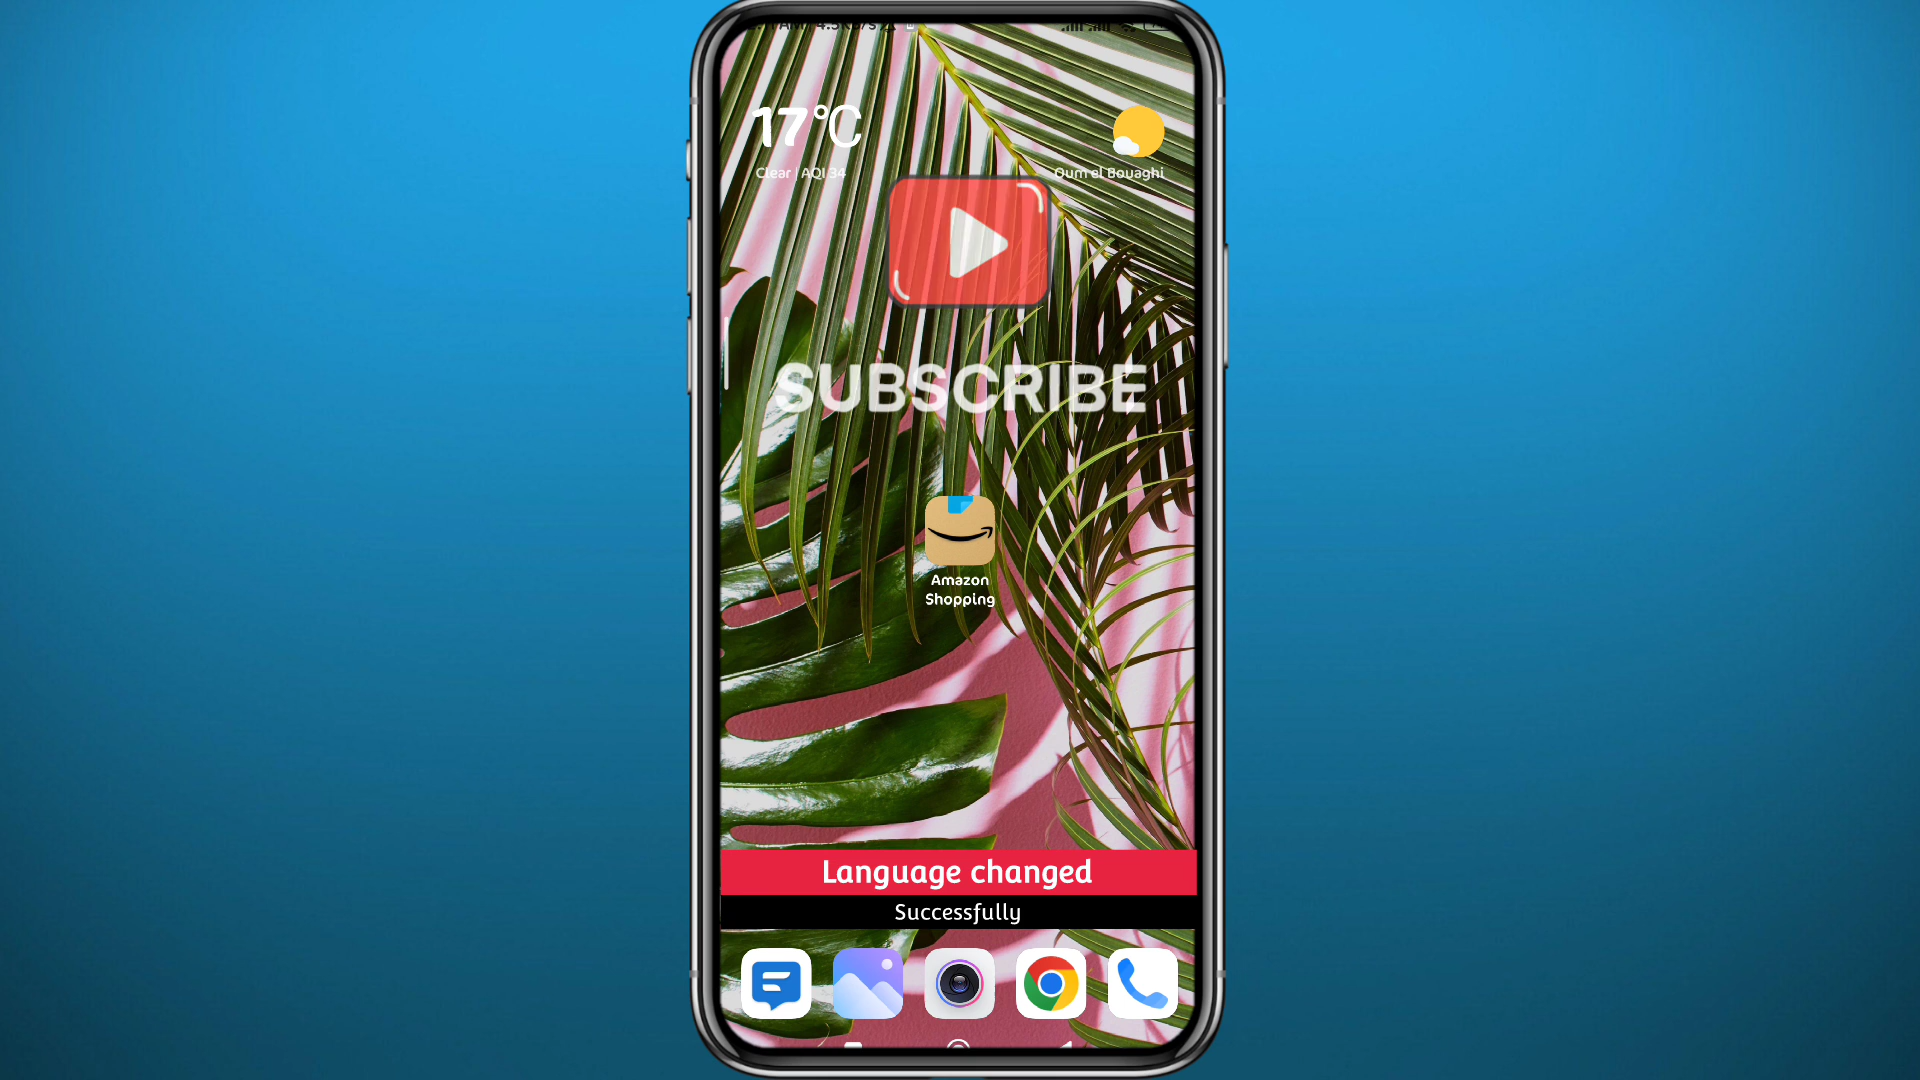 17°C
Clear | AQI 34
Oum el Bouaghi
SUBSCRIBE
Amazon
Shopping
Language changed
Successfully